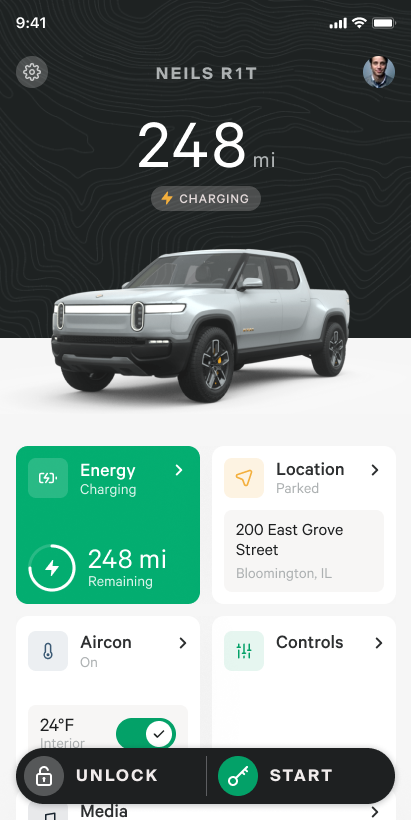 9:41
NEILS R1T
248 mi
CHARGING
Energy
Charging
248 mi
Remaining
Location
Parked
200 East Grove
Street
Bloomington, IL
Aircon
On
24°F
Interior
Controls
UNLOCK
START
Media